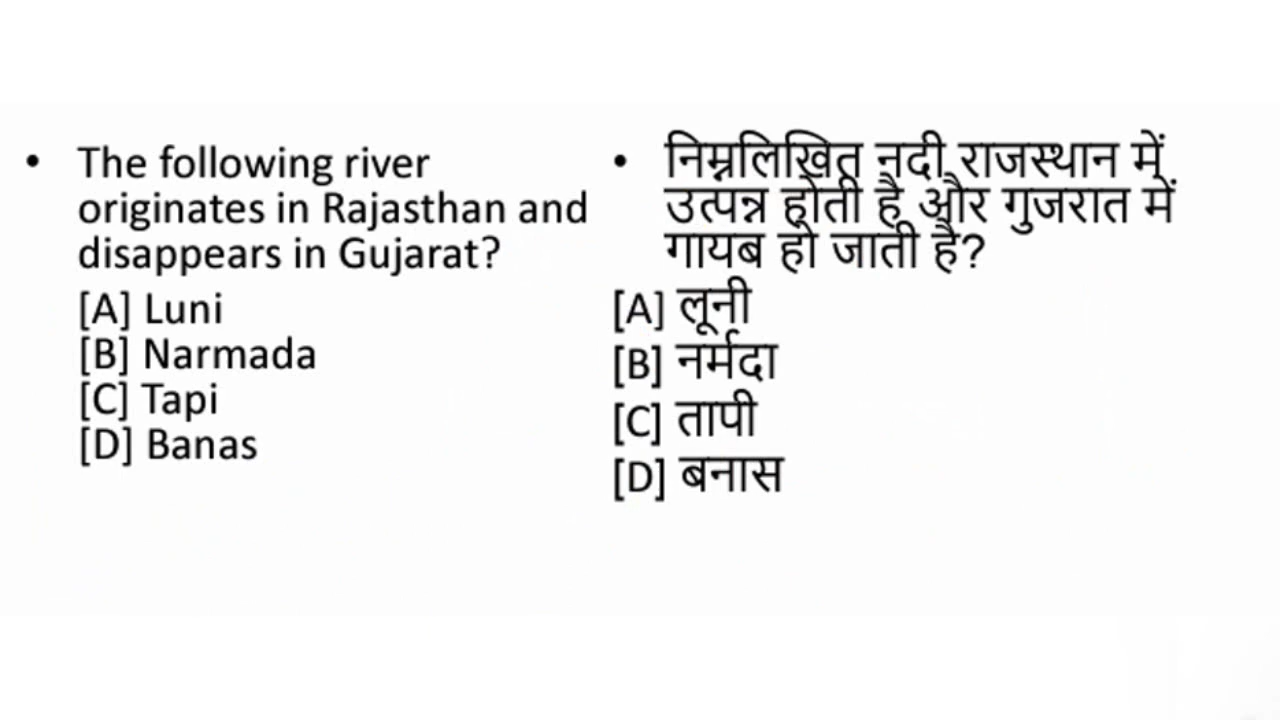 • The following river
originates in Rajasthan and
disappears in Gujarat?
[A] Luni
[B] Narmada
[C] Tapi
[D] Banas
• निम्नलिखित नदी राजस्थान में
उत्पन्न होती है और गुजरात में
गायब हो जाती है?
[A] लूनी
[B] नर्मदा
[C] तापी
[D] बनास